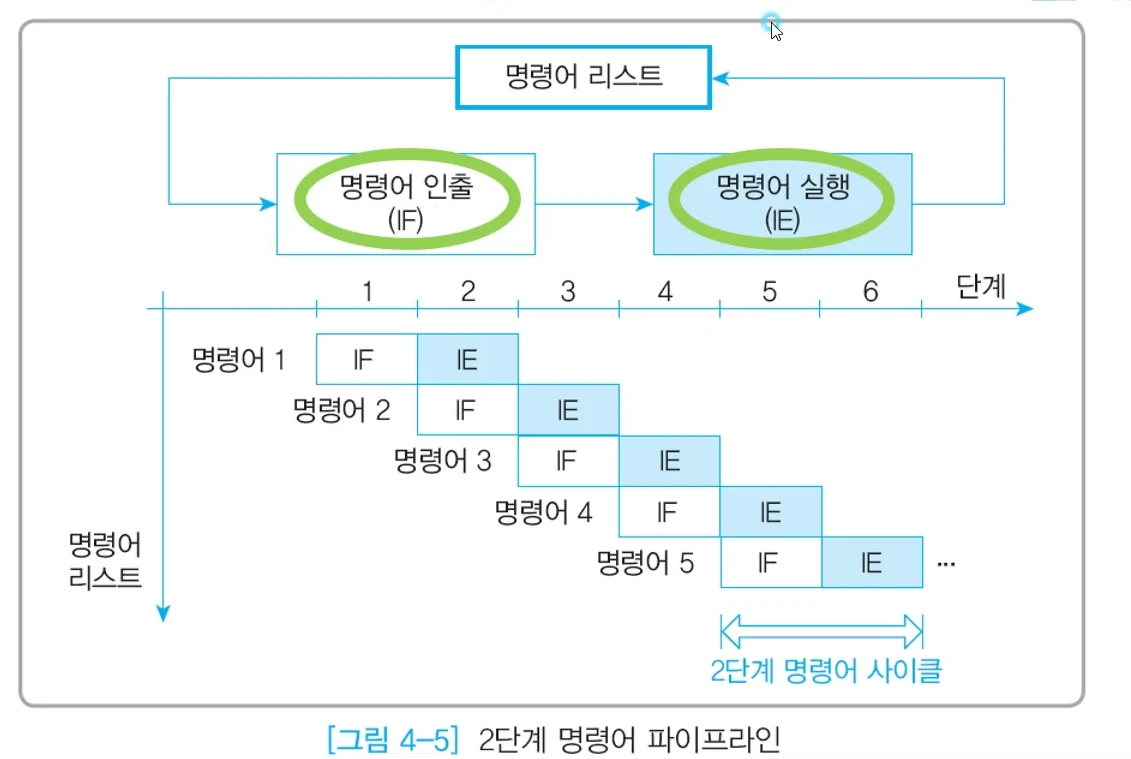 명령어 리스트
명령어 인출
(IF)
명령어 실행
(IE)
1 2 3 4 5 6 단계
명령어 1 IF IE
명령어 2 IF IE
명령어 3 IF IE
명령어 4 IF IE
명령어 5 IF IE ...
명령어
리스트
2단계 명령어 사이클
[그림 4-5] 2단계 명령어 파이프라인